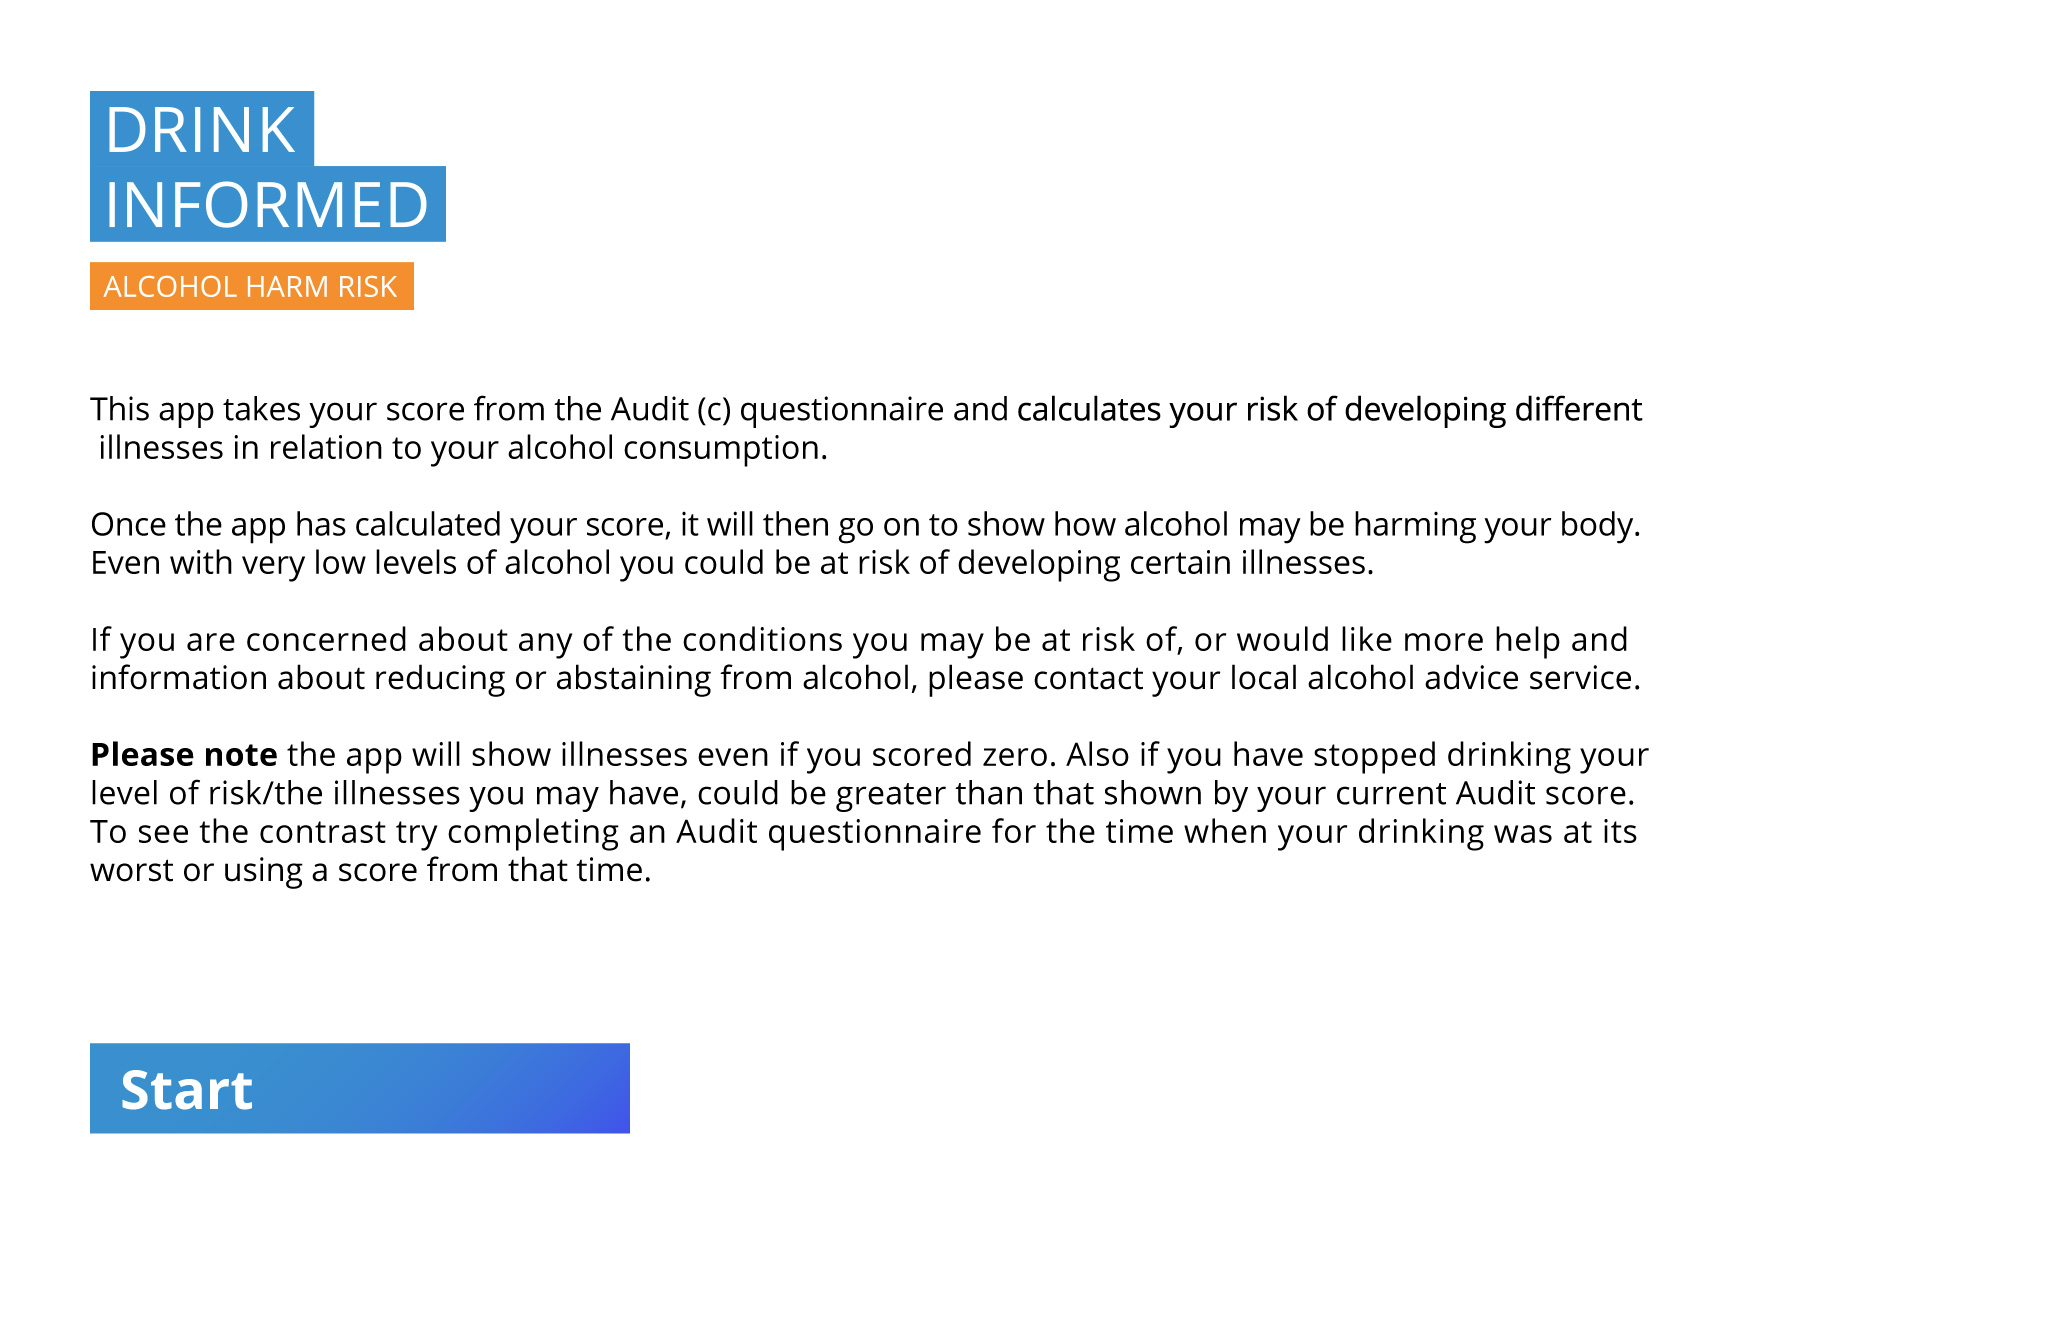 DRINK
INFORMED
ALCOHOL HARM RISK
This app takes your score from the Audit (c) questionnaire and calculates your risk of developing different
illnesses in relation to your alcohol consumption.
Once the app has calculated your score, it will then go on to show how alcohol may be harming your body.
Even with very low levels of alcohol you could be at risk of developing certain illnesses.
If you are concerned about any of the conditions you may be at risk of, or would like more help and
information about reducing or abstaining from alcohol, please contact your local alcohol advice service.
Please note the app will show illnesses even if you scored zero. Also if you have stopped drinking your
level of risk/the illnesses you may have, could be greater than that shown by your current Audit score.
To see the contrast try completing an Audit questionnaire for the time when your drinking was at its
worst or using a score from that time.
Start